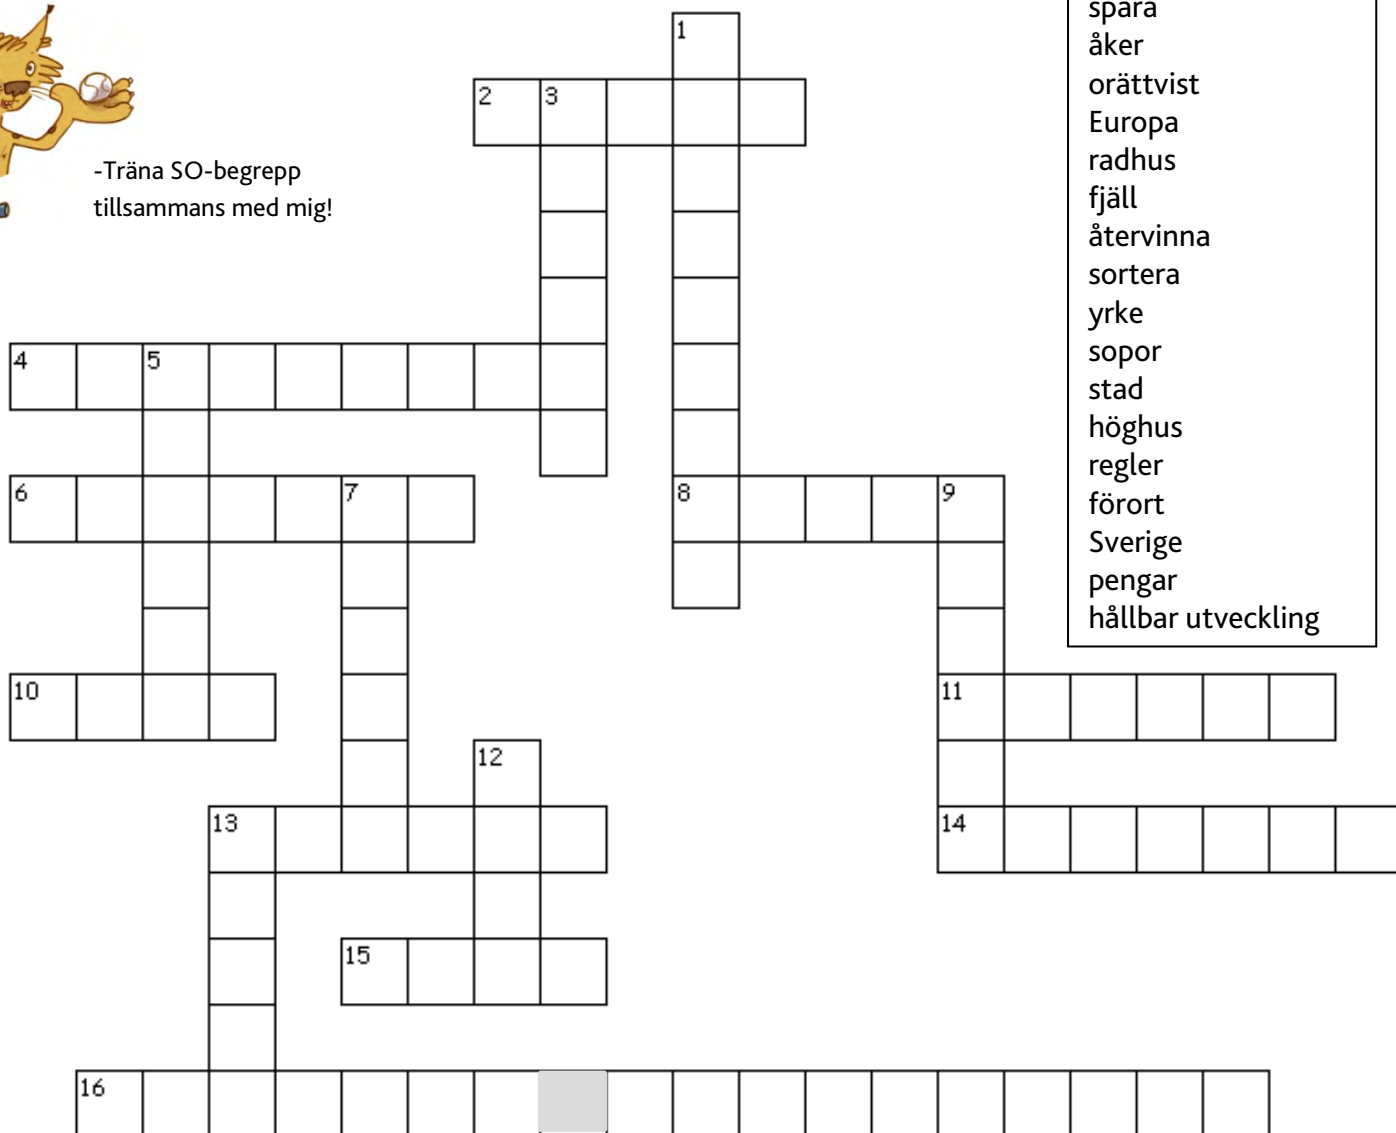 1
2 3
-Träna SO-begrepp
tillsammans med mig!
4 5
6 7
8 9
10
11
12
13
14
15
16
spara
åker
orättvist
Europa
radhus
fjäll
återvinna
sortera
yrke
sopor
stad
höghus
regler
förort
Sverige
pengar
hållbar utveckling